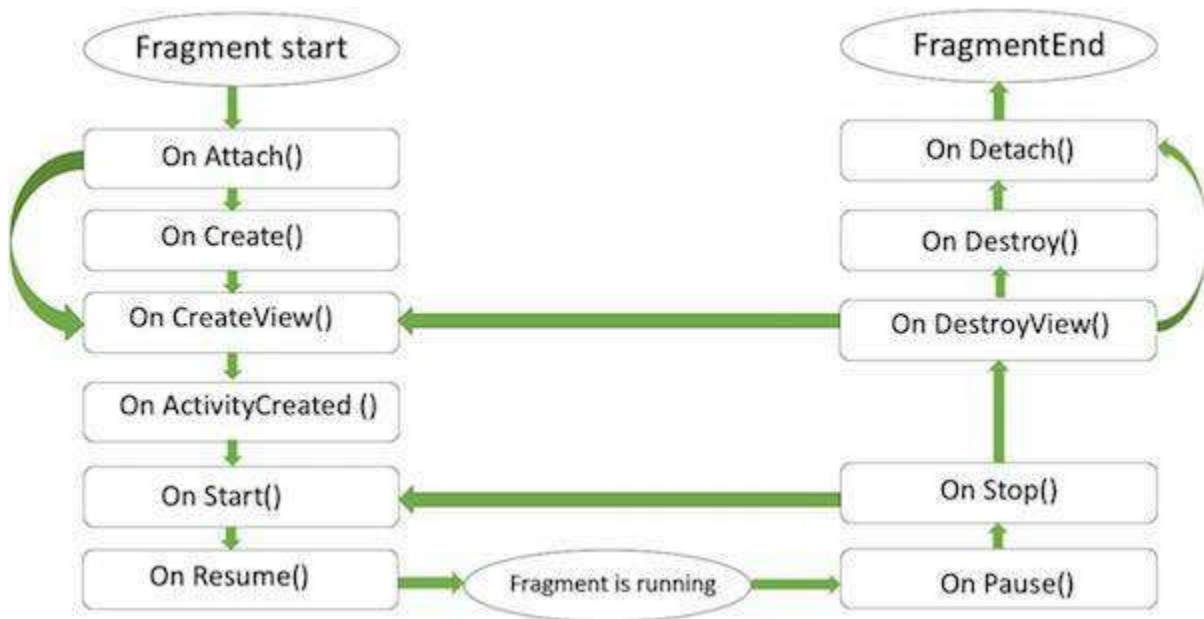 Fragment start
On Attach()
On Create()
On CreateView()
On ActivityCreated ()
On Start()
On Resume()
Fragment is running
On Pause()
On Stop()
On DestroyView()
On Destroy()
On Detach()
FragmentEnd